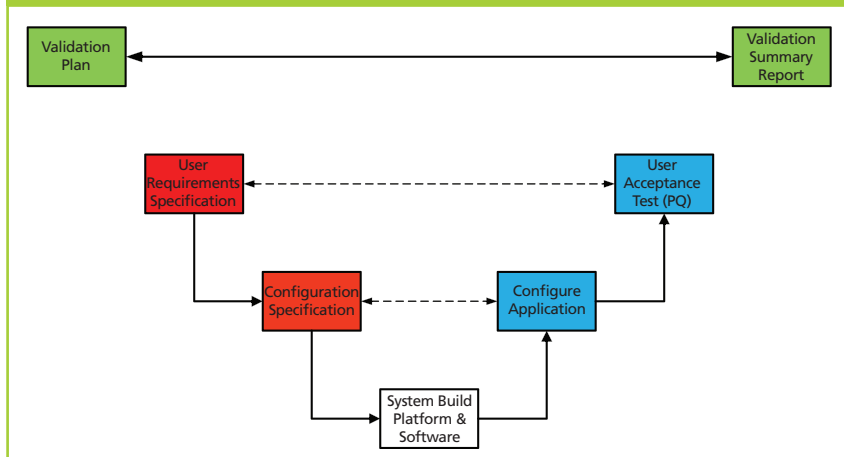 Validation
Plan
Validation
Summary
Report
User
Requirements
Specification
User
Acceptance
Test (PQ)
Configuration
Specification
Configure
Application
System Build
Platform &
Software